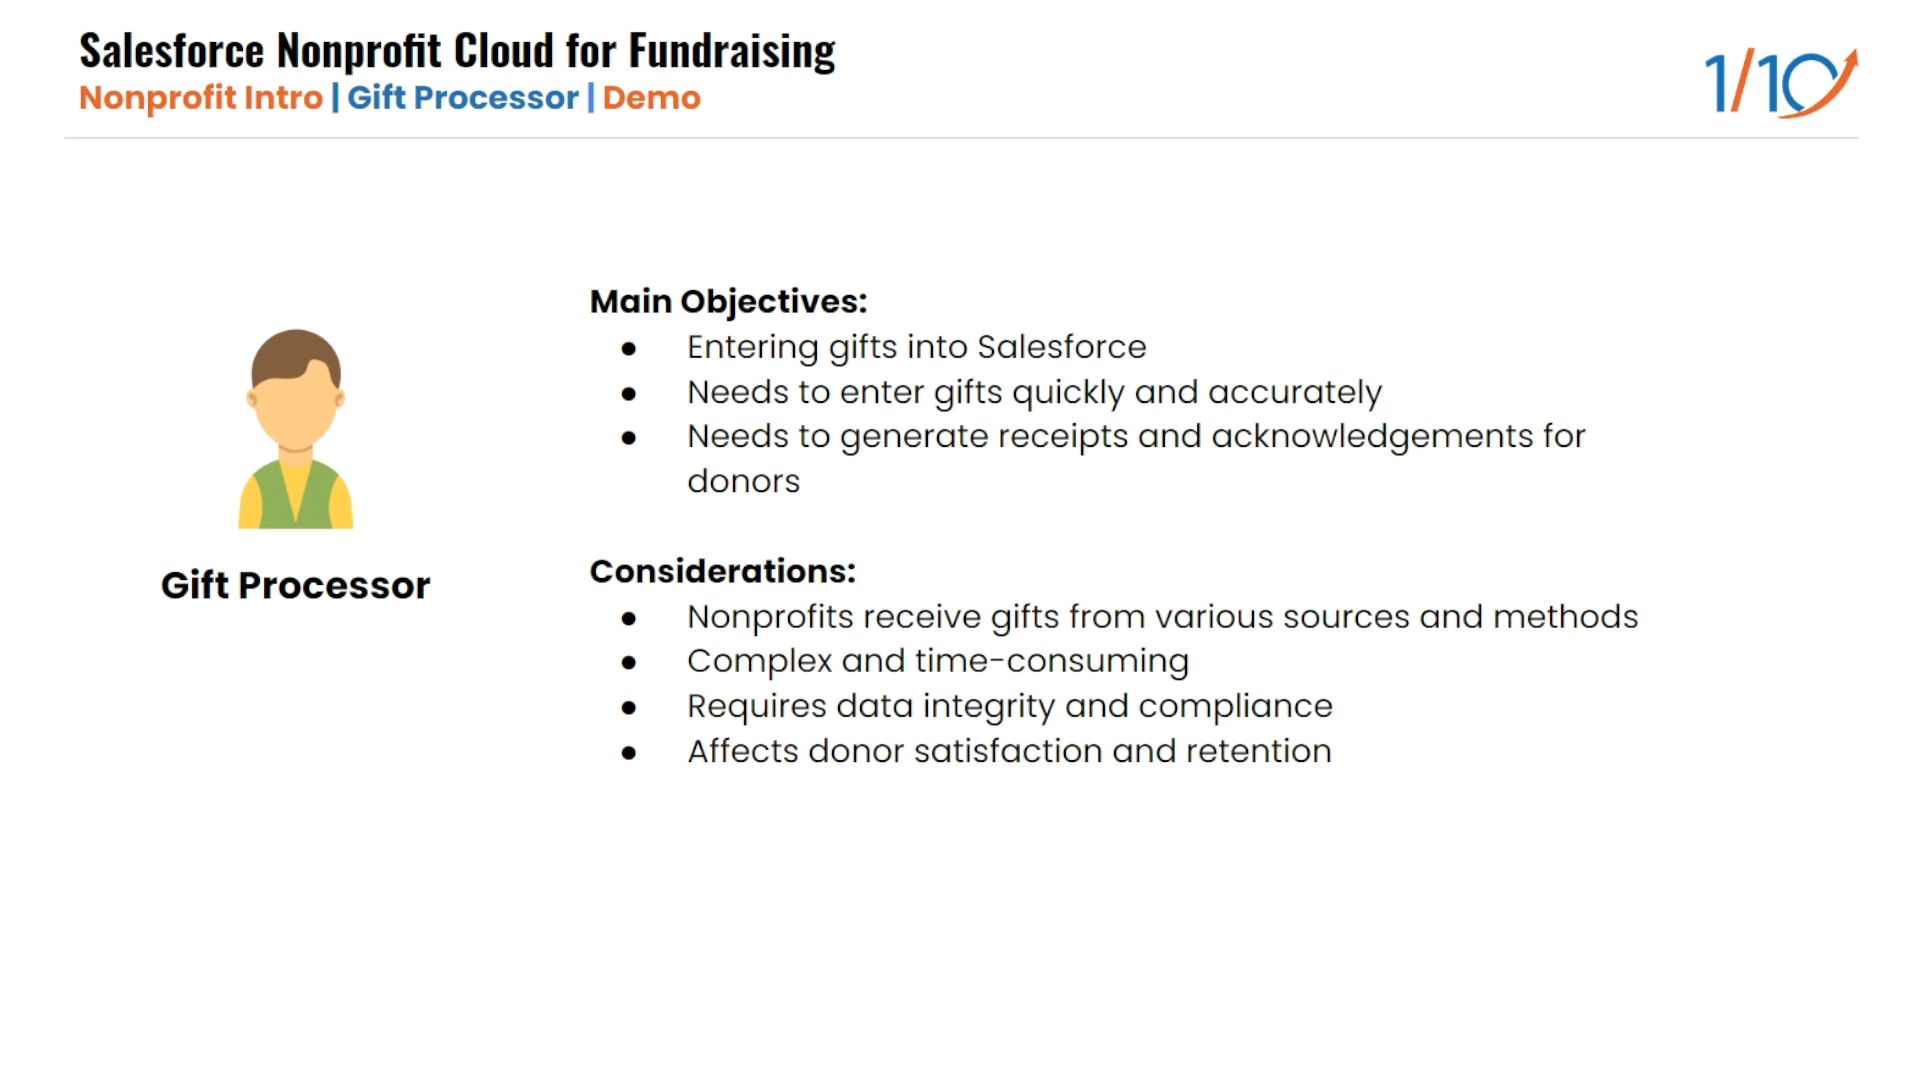 Salesforce Nonprofit Cloud for Fundraising
Nonprofit Intro | Gift Processor | Demo
1/10
Main Objectives:
● Entering gifts into Salesforce
● Needs to enter gifts quickly and accurately
● Needs to generate receipts and acknowledgements for
donors
Gift Processor
Considerations:
● Nonprofits receive gifts from various sources and methods
● Complex and time-consuming
● Requires data integrity and compliance
● Affects donor satisfaction and retention